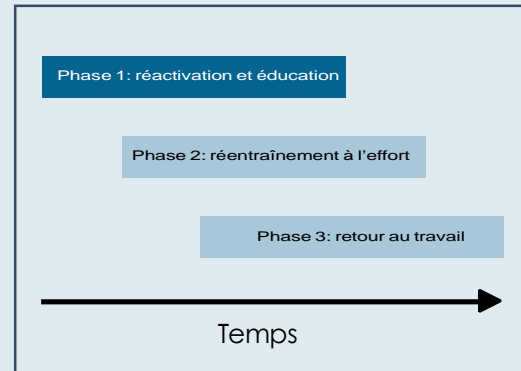 Phase 1: réactivation et éducation
Phase 2: réentraînement à l’effort
Phase 3: retour au travail
Temps